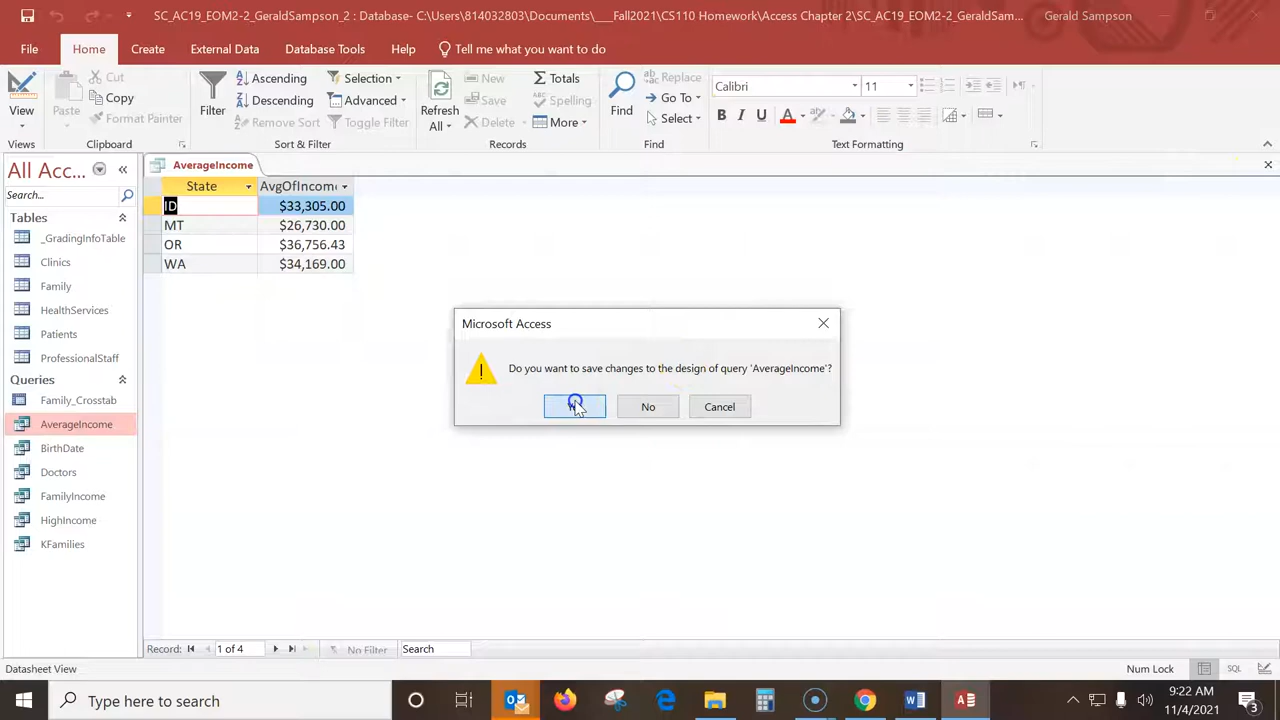 SC_AC19_EOM2-2_GeraldSampson_2 : Database- C:\Users\814032803\Documents\___Fall2021\CS110 Homework\Access Chapter 2\SC_AC19_EOM2-2_GeraldSam... Gerald Sampson
File Home Create External Data Database Tools Help Tell me what you want to do
View
Views
Paste
Cut
Copy
Format Painter
Clipboard
Filter
Ascending
Descending
Remove Sort
Selection
Advanced
Toggle Filter
Sort & Filter
Refresh All
New
Save
Delete
Totals
Spelling
More
Records
Find
Replace
Go To
Select
Find
Calibri 11
B I U A
Text Formatting
All Acc...
Search...
Tables
_GradingInfoTable
Clinics
Family
HealthServices
Patients
ProfessionalStaff
Queries
Family_Crosstab
AverageIncome
BirthDate
Doctors
FamilyIncome
HighIncome
KFamilies
AverageIncome
State AvgOfIncom
ID $33,305.00
MT $26,730.00
OR $36,756.43
WA $34,169.00
Microsoft Access
Do you want to save changes to the design of query 'AverageIncome'?
No Cancel
Record: 1 of 4 No Filter Search
Datasheet View Num Lock SQL
Type here to search
9:22 AM
11/4/2021
3